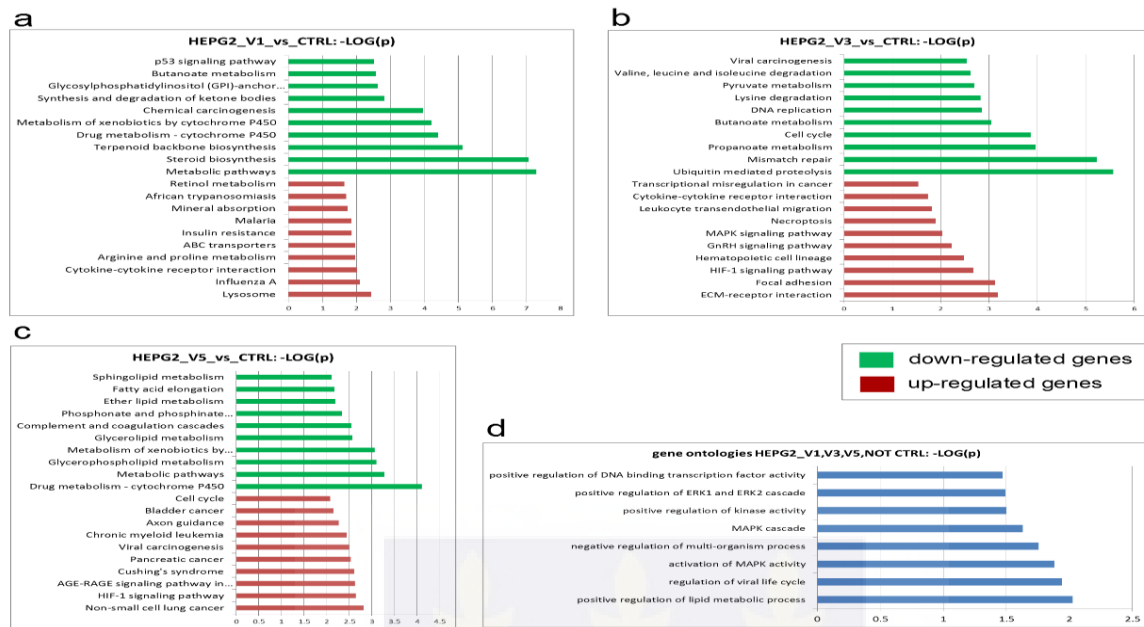 a
HEPG2_V1_vs_CTRL: -LOG(p)
p53 signaling pathway
Butanoate metabolism
Glycosylphosphatidylinositol (GPI)-anchor...
Synthesis and degradation of ketone bodies
Chemical carcinogenesis
Metabolism of xenobiotics by cytochrome P450
Drug metabolism - cytochrome P450
Terpenoid backbone biosynthesis
Steroid biosynthesis
Metabolic pathways
Retinol metabolism
African trypanosomiasis
Mineral absorption
Malaria
Insulin resistance
ABC transporters
Arginine and proline metabolism
Cytokine-cytokine receptor interaction
Influenza A
Lysosome
0 1 2 3 4 5 6 7 8
b
HEPG2_V3_vs_CTRL: -LOG(p)
Viral carcinogenesis
Valine, leucine and isoleucine degradation
Pyruvate metabolism
Lysine degradation
DNA replication
Butanoate metabolism
Cell cycle
Propanoate metabolism
Mismatch repair
Ubiquitin mediated proteolysis
Transcriptional misregulation in cancer
Cytokine-cytokine receptor interaction
Leukocyte transendothelial migration
Necroptosis
MAPK signaling pathway
GnRH signaling pathway
Hematopoietic cell lineage
HIF-1 signaling pathway
Focal adhesion
ECM-receptor interaction
0 1 2 3 4 5 6
c
HEPG2_V5_vs_CTRL: -LOG(p)
Sphingolipid metabolism
Fatty acid elongation
Ether lipid metabolism
Phosphonate and phosphinate...
Complement and coagulation cascades
Glycerolipid metabolism
Metabolism of xenobiotics by...
Glycerophospholipid metabolism
Metabolic pathways
Drug metabolism - cytochrome P450
Cell cycle
Bladder cancer
Axon guidance
Chronic myeloid leukemia
Viral carcinogenesis
Pancreatic cancer
Cushing's syndrome
AGE-RAGE signaling pathway in...
HIF-1 signaling pathway
Non-small cell lung cancer
0 0.5 1 1.5 2 2.5 3 3.5 4 4.5
down-regulated genes
up-regulated genes
d
gene ontologies HEPG2_V1,V3,V5,NOT CTRL: -LOG(p)
positive regulation of DNA binding transcription factor activity
positive regulation of ERK1 and ERK2 cascade
positive regulation of kinase activity
MAPK cascade
negative regulation of multi-organism process
activation of MAPK activity
regulation of viral life cycle
positive regulation of lipid metabolic process
0 0.5 1 1.5 2 2.5